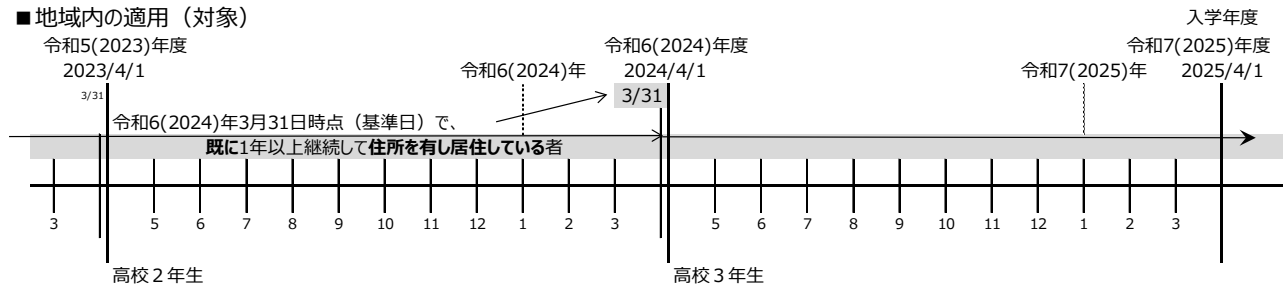 ■地域内の適用（対象）
入学年度
令和5(2023)年度
令和6(2024)年度
令和7(2025)年度
2023/4/1
令和6(2024)年
2024/4/1
令和7(2025)年
2025/4/1
3/31
3/31
令和6(2024)年3月31日時点（基準日）で、
既に1年以上継続して住所を有し居住している者
3 5 6 7 8 9 10 11 12 1 2 3 5 6 7 8 9 10 11 12 1 2 3
高校２年生
高校３年生